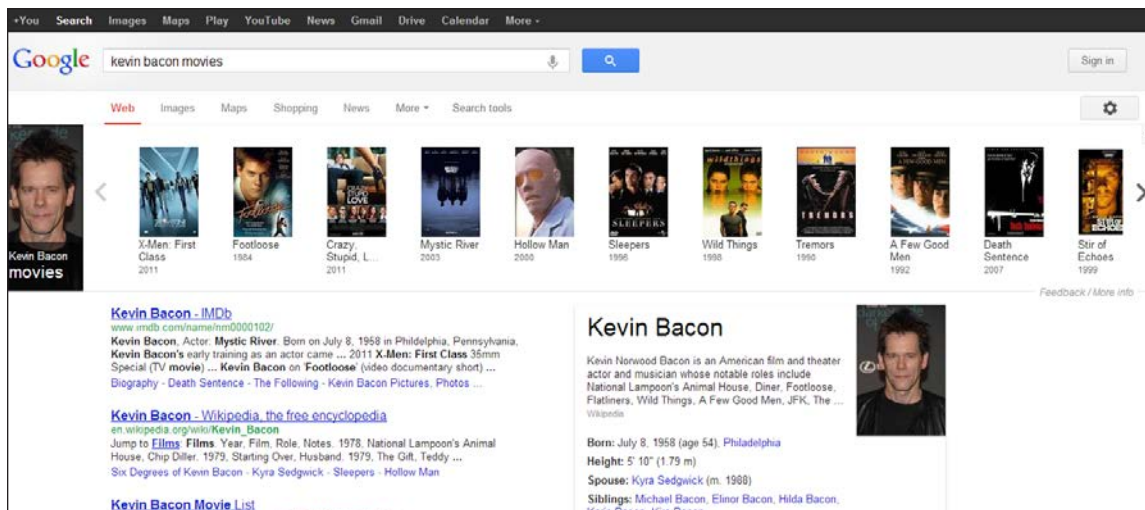 +You Search Images Maps Play YouTube News Gmail Drive Calendar More
Google kevin bacon movies Sign in
Web Images Maps Shopping News More Search tools
Kevin Bacon
movies
X-Men: First Class
2011
Footloose
1984
Crazy, Stupid, L...
2011
Mystic River
2003
Hollow Man
2000
Sleepers
1996
Wild Things
1998
Tremors
1990
A Few Good Men
1992
Death Sentence
2007
Stir of Echoes
1999
Feedback / More info
Kevin Bacon - IMDb
www.imdb.com/name/nm0000102/
Kevin Bacon, Actor: Mystic River. Born on July 8, 1958 in Phildelphia, Pennsylvania,
Kevin Bacon's early training as an actor came ... 2011 X-Men: First Class 35mm
Special (TV movie) ... Kevin Bacon on 'Footloose' (video documentary short) ...
Biography - Death Sentence - The Following - Kevin Bacon Pictures, Photos ...
Kevin Bacon - Wikipedia, the free encyclopedia
en.wikipedia.org/wiki/Kevin_Bacon
Jump to Films: Films. Year, Film, Role, Notes. 1978, National Lampoon's Animal
House, Chip Diller. 1979, Starting Over, Husband. 1979, The Gift, Teddy ...
Six Degrees of Kevin Bacon - Kyra Sedgwick - Sleepers - Hollow Man
Kevin Bacon Movie List
Kevin Bacon
Kevin Norwood Bacon is an American film and theater
actor and musician whose notable roles include
National Lampoon's Animal House, Diner, Footloose,
Flatliners, Wild Things, A Few Good Men, JFK, The ...
Wikipedia
Born: July 8, 1958 (age 54), Philadelphia
Height: 5' 10" (1.79 m)
Spouse: Kyra Sedgwick (m. 1988)
Siblings: Michael Bacon, Elinor Bacon, Hilda Bacon,